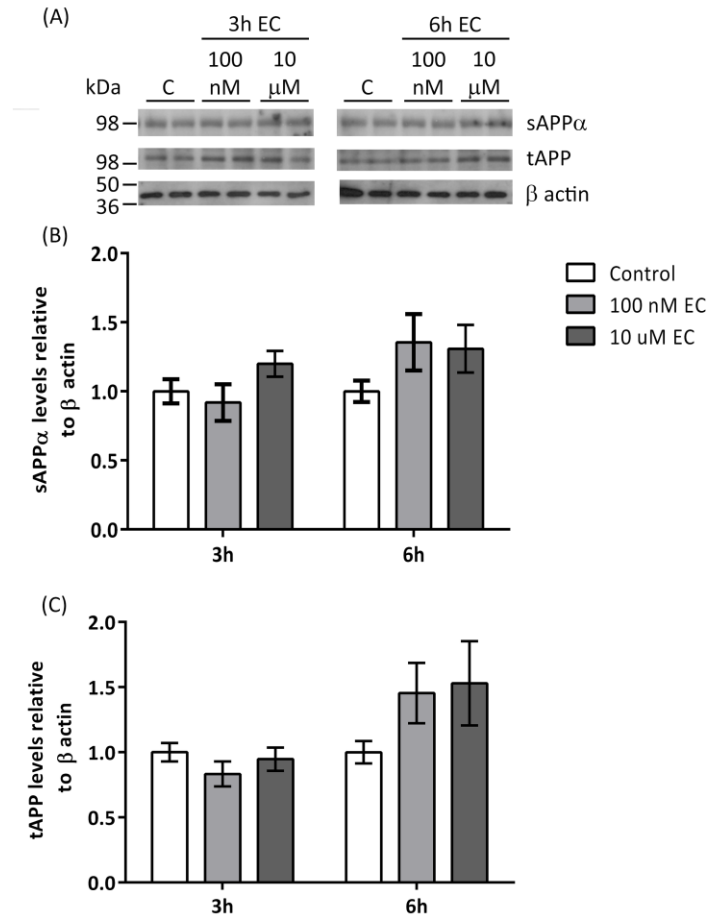 (A)
3h EC
6h EC
100
10
100
10
kDa
C
nM
μM
C
nM
μM
98
sAPPα
98
tAPP
50
36
β actin
(B)
sAPPα levels relative
to β actin
2.0
1.5
1.0
0.5
0.0
3h
6h
Control
100 nM EC
10 uM EC
(C)
tAPP levels relative
to β actin
2.0
1.5
1.0
0.5
0.0
3h
6h